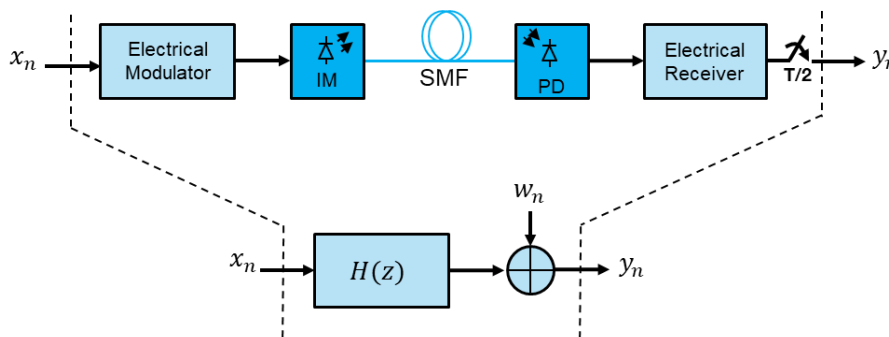 x_n
Electrical
Modulator
IM
SMF
PD
Electrical
Receiver
T/2
y_n
w_n
x_n
H(z)
y_n